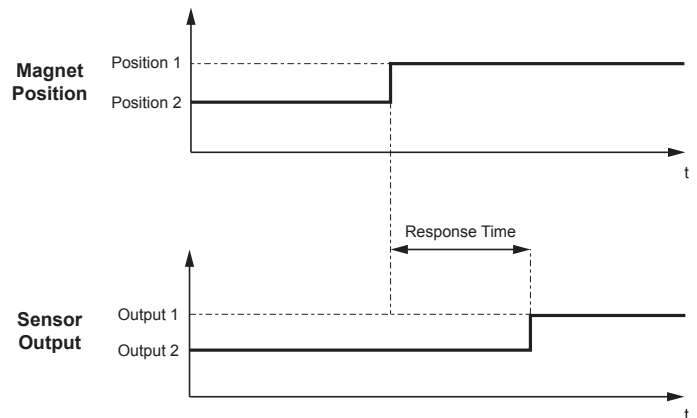 Magnet
Position
Position 1
Position 2
t
Response Time
Sensor
Output
Output 1
Output 2
t